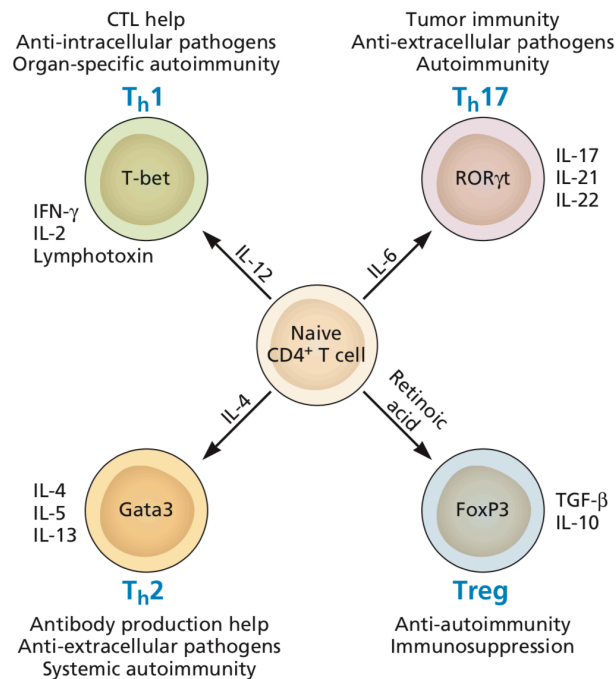 CTL help
Anti-intracellular pathogens
Organ-specific autoimmunity
Th1
T-bet
IFN-γ
IL-2
Lymphotoxin
Tumor immunity
Anti-extracellular pathogens
Autoimmunity
Th17
RORγt
IL-17
IL-21
IL-22
IL-12
IL-6
Naive
CD4+ T cell
IL-4
Retinoic
acid
IL-4
IL-5
IL-13
Gata3
Th2
Antibody production help
Anti-extracellular pathogens
Systemic autoimmunity
FoxP3
TGF-β
IL-10
Treg
Anti-autoimmunity
Immunosuppression